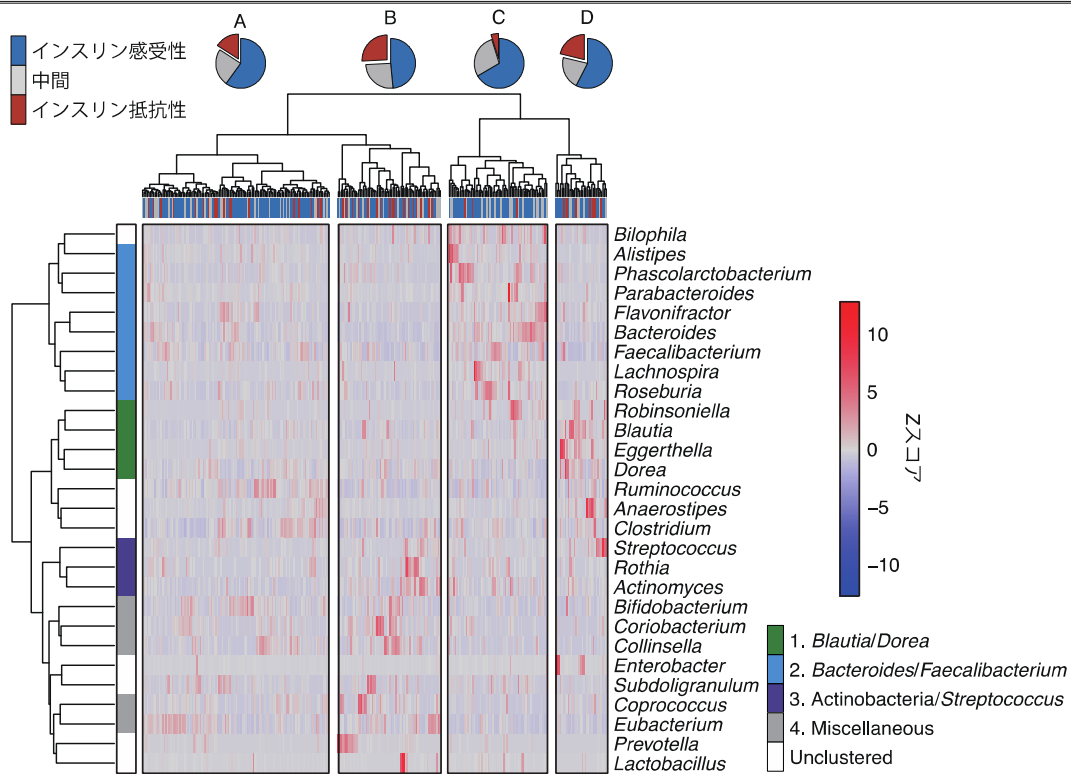 A
B
C
D
インスリン感受性
中間
インスリン抵抗性
Bilophila
Alistipes
Phascolarctobacterium
Parabacteroides
Flavonifractor
Bacteroides
Faecalibacterium
Lachnospira
Roseburia
Robinsoniella
Blautia
Eggerthella
Dorea
Ruminococcus
Anaerostipes
Clostridium
Streptococcus
Rothia
Actinomyces
Bifidobacterium
Coriobacterium
Collinsella
Enterobacter
Subdoligranulum
Coprococcus
Eubacterium
Prevotella
Lactobacillus
10
5
0
−5
−10
Zスコア
1. Blautia/Dorea
2. Bacteroides/Faecalibacterium
3. Actinobacteria/Streptococcus
4. Miscellaneous
Unclustered